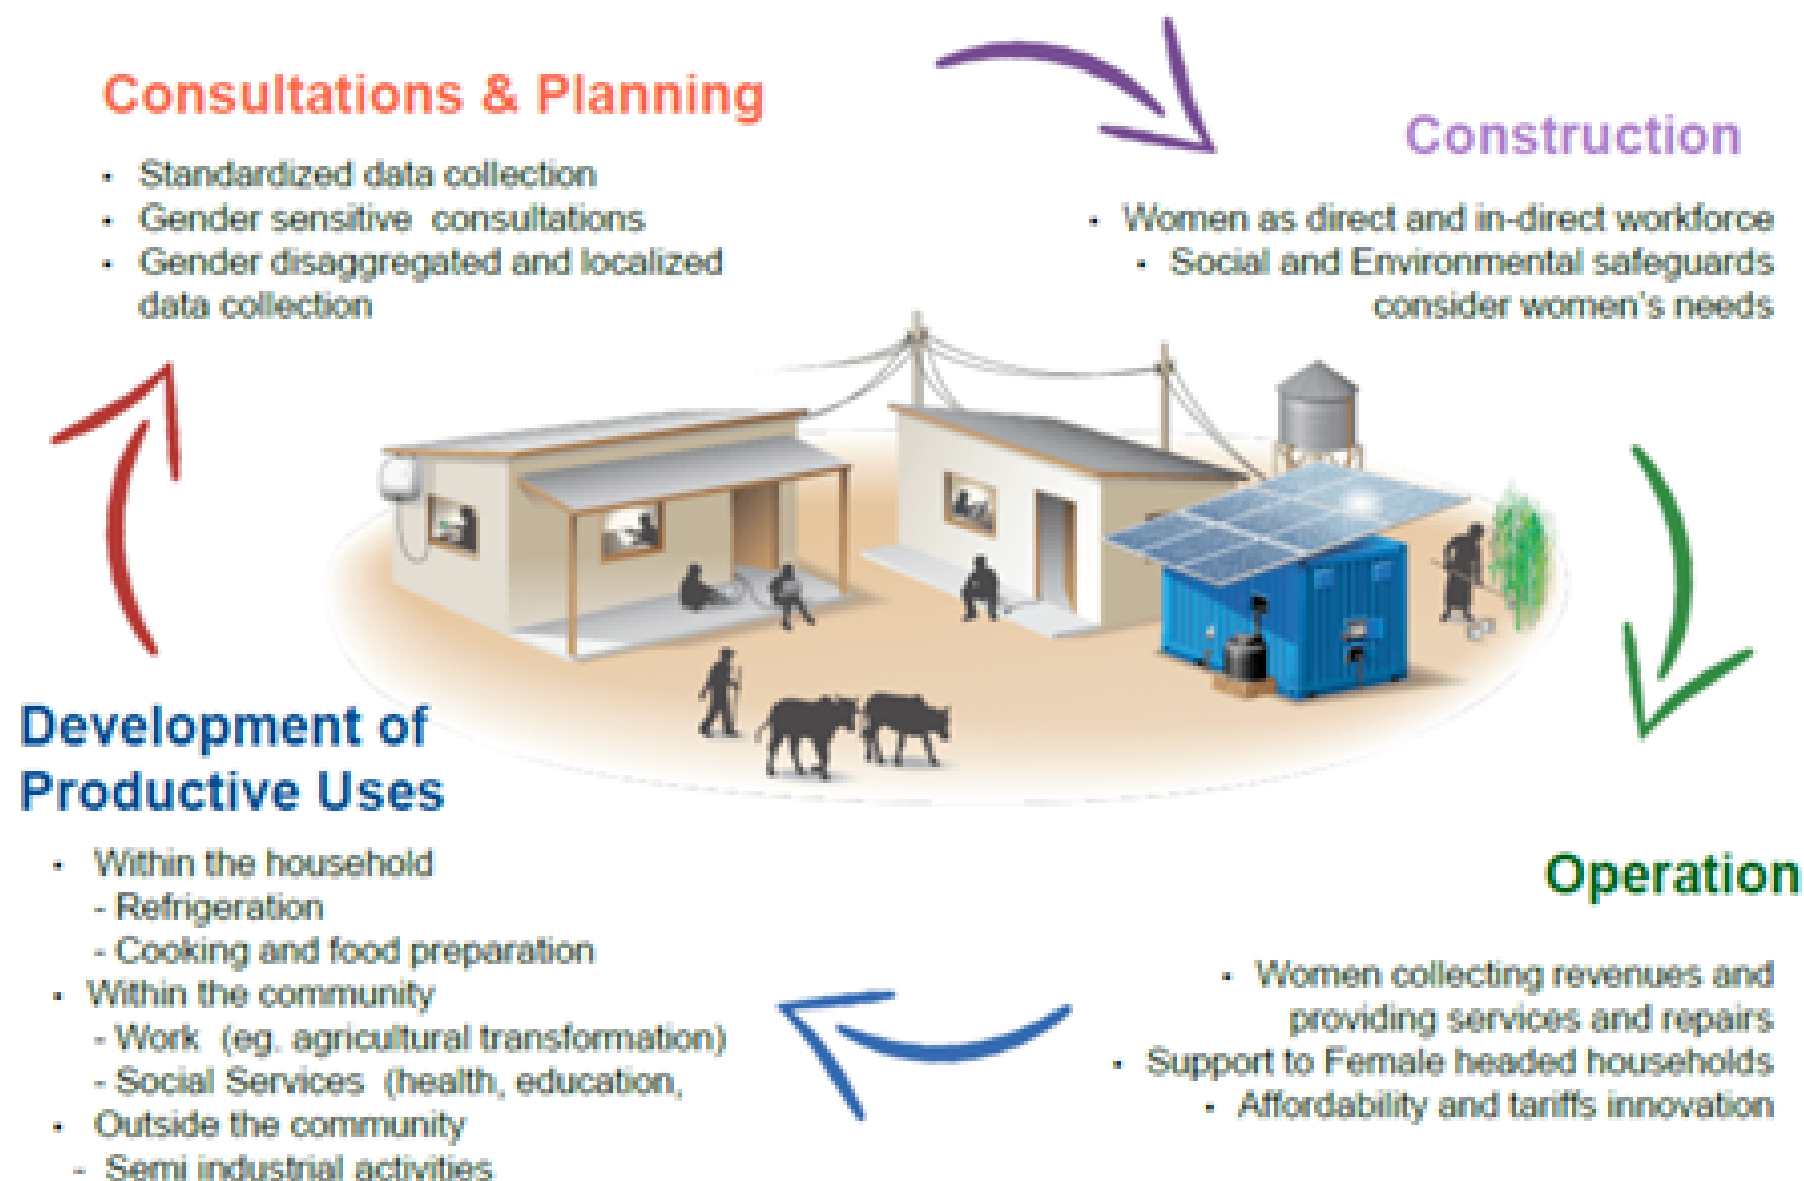 Consultations & Planning
• Standardized data collection
• Gender sensitive consultations
• Gender disaggregated and localized
data collection
Construction
• Women as direct and in-direct workforce
• Social and Environmental safeguards
consider women's needs
Operation
• Women collecting revenues and
providing services and repairs
• Support to Female headed households
• Affordability and tariffs innovation
Development of
Productive Uses
• Within the household
- Refrigeration
- Cooking and food preparation
• Within the community
- Work (eg. agricultural transformation)
- Social Services (health, education,
• Outside the community
- Semi industrial activities